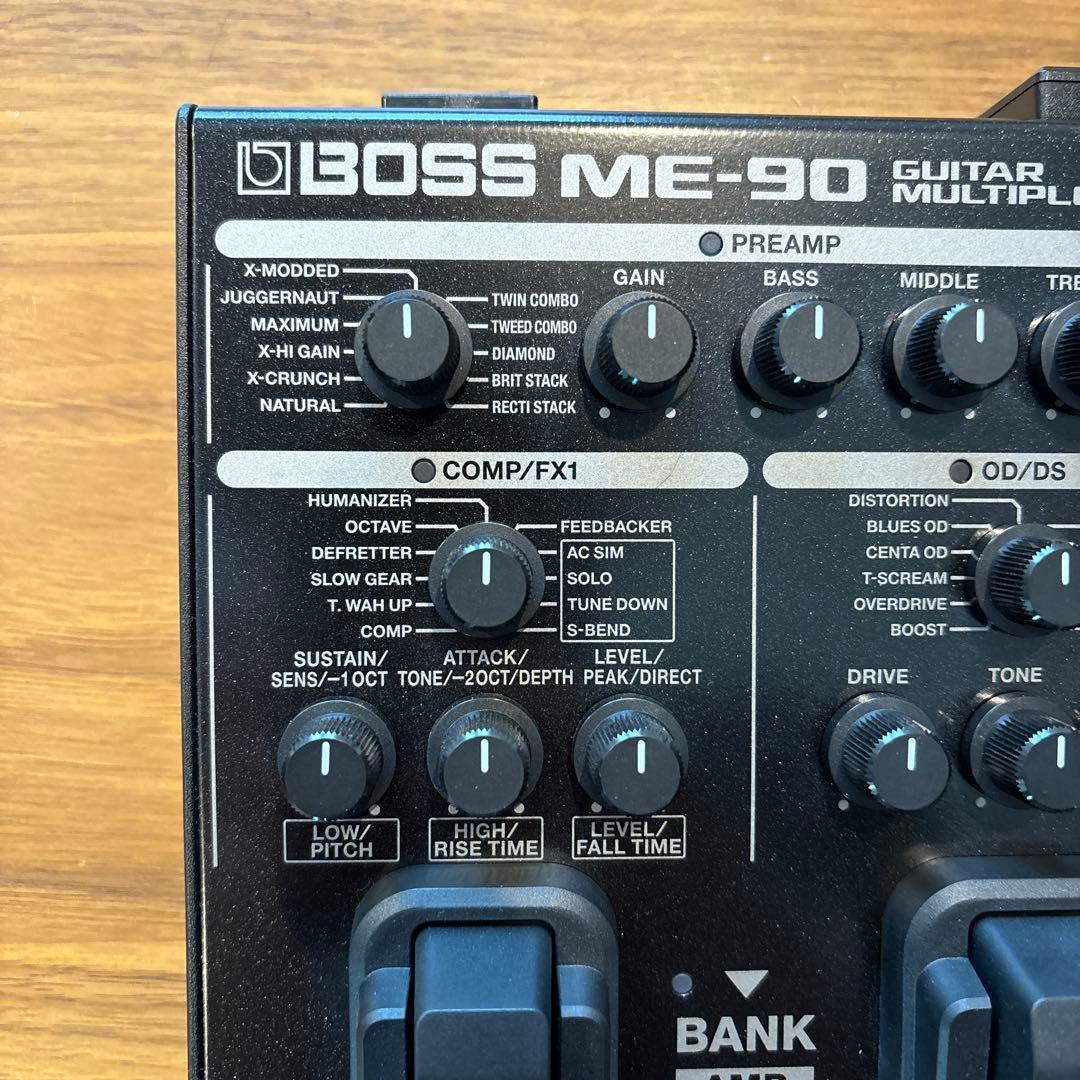 BOSS ME-90 GUITAR
PREAMP
X-MODDED
JUGGERNAUT
MAXIMUM
X-HI GAIN
X-CRUNCH
NATURAL
TWIN COMBO
TWEED COMBO
DIAMOND
BRIT STACK
RECTI STACK
GAIN
BASS
MIDDLE
COMP/FX1
HUMANIZER
OCTAVE
DEFRETTER
SLOW GEAR
T. WAH UP
COMP
FEEDBACKER
AC SIM
SOLO
TUNE DOWN
S-BEND
SUSTAIN/
SENS/−1OCT
ATTACK/
TONE/−2OCT/DEPTH
LEVEL/
PEAK/DIRECT
LOW/
PITCH
HIGH/
RISE TIME
LEVEL/
FALL TIME
OD/DS
DISTORTION
BLUES OD
CENTA OD
T-SCREAM
OVERDRIVE
BOOST
DRIVE
TONE
BANK